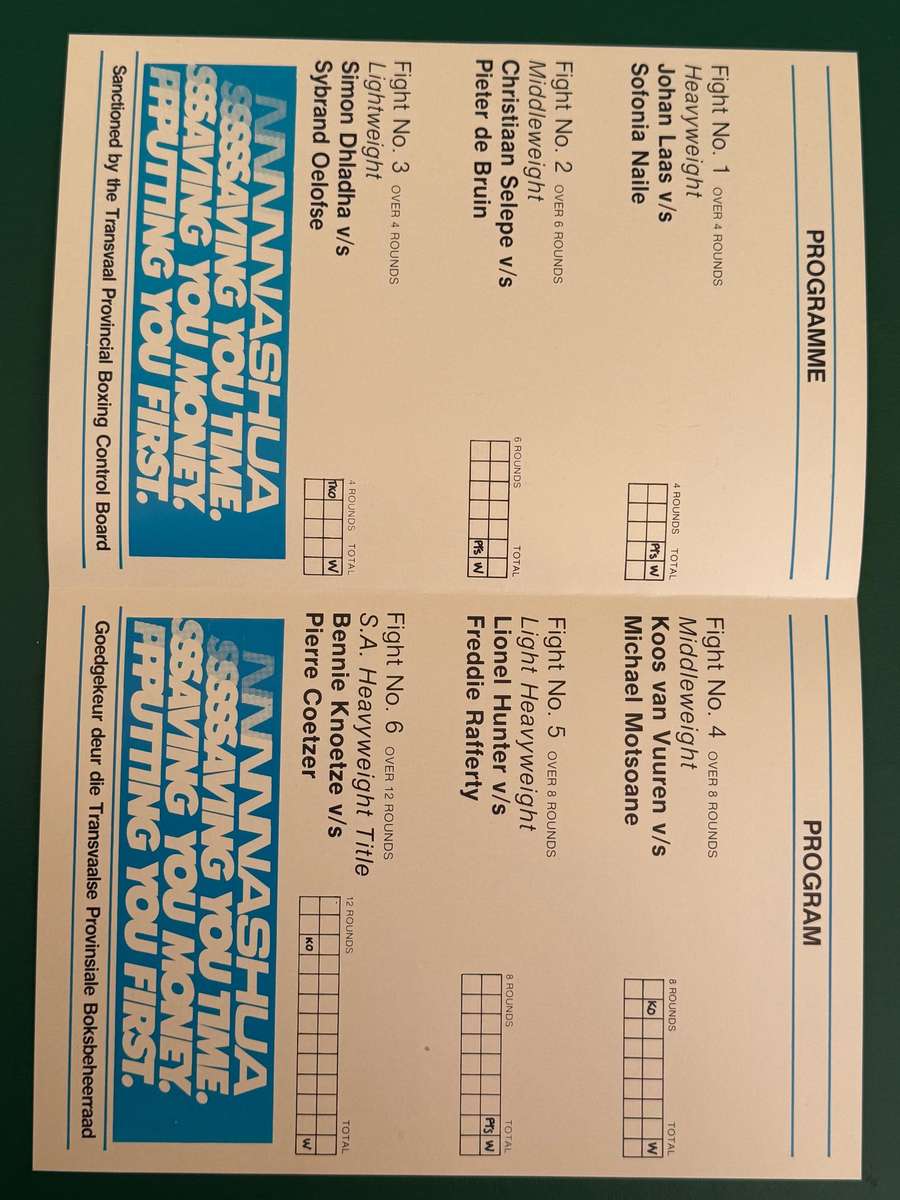 PROGRAMME
Fight No. 1 OVER 4 ROUNDS
Heavyweight
Johan Laas v/s
Sofonia Naile
4 ROUNDS TOTAL
Pts W
Fight No. 2 OVER 6 ROUNDS
Middleweight
Christiaan Selepe v/s
Pieter de Bruin
6 ROUNDS TOTAL
Pts W
Fight No. 3 OVER 4 ROUNDS
Lightweight
Simon Dhladha v/s
Sybrand Oelofse
4 ROUNDS TOTAL
TKO W
NNNNASHUA
SSSSSAVING YOU TIME.
SSSSAVING YOU MONEY.
PPPUTTING YOU FIRST.
Sanctioned by the Transvaal Provincial Boxing Control Board
PROGRAM
Fight No. 4 OVER 8 ROUNDS
Middleweight
Koos van Vuuren v/s
Michael Motsoane
8 ROUNDS TOTAL
KO W
Fight No. 5 OVER 8 ROUNDS
Light Heavyweight
Lionel Hunter v/s
Freddie Rafferty
8 ROUNDS TOTAL
Pts W
Fight No. 6 OVER 12 ROUNDS
S.A. Heavyweight Title
Bennie Knoetze v/s
Pierre Coetzer
12 ROUNDS TOTAL
KO W
NNNNASHUA
SSSSSAVING YOU TIME.
SSSSAVING YOU MONEY.
PPPUTTING YOU FIRST.
Goedgekeur deur die Transvaalse Provinsiale Boksbeheerraad